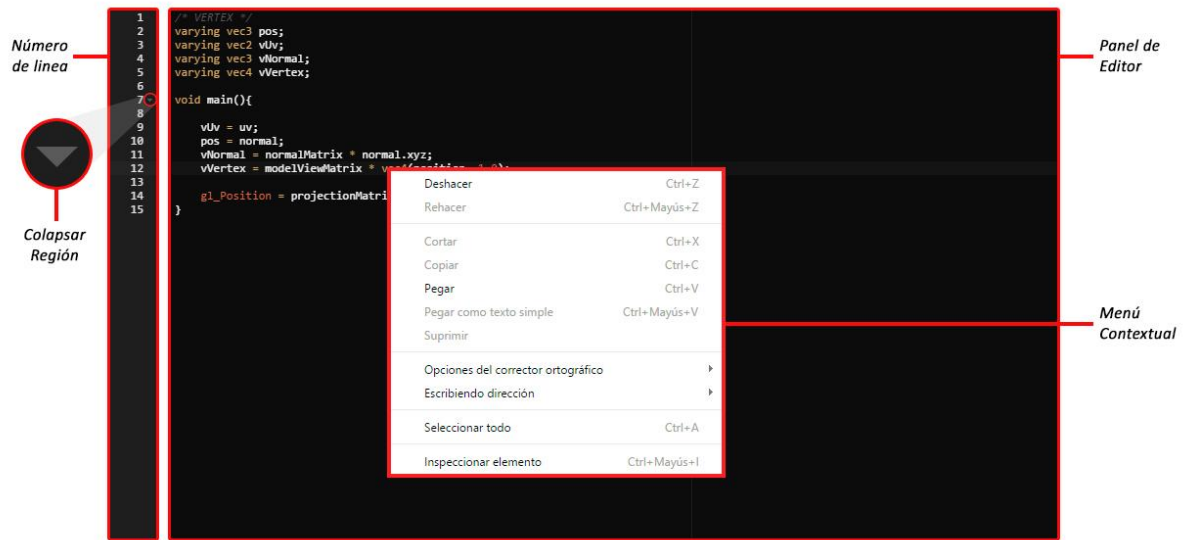 Número
de linea
Colapsar
Región
1 /* VERTEX */
2 varying vec3 pos;
3 varying vec2 vUv;
4 varying vec3 vNormal;
5 varying vec4 vVertex;
6
7 void main(){
8
9 vUv = uv;
10 pos = normal;
11 vNormal = normalMatrix * normal.xyz;
12 vVertex = modelViewMatrix *
13
14 gl_Position = projectionMatri
15 }
Deshacer Ctrl+Z
Rehacer Ctrl+Mayús+Z
Cortar Ctrl+X
Copiar Ctrl+C
Pegar Ctrl+V
Pegar como texto simple Ctrl+Mayús+V
Suprimir
Opciones del corrector ortográfico
Escribiendo dirección
Seleccionar todo Ctrl+A
Inspeccionar elemento Ctrl+Mayús+I
Panel de
Editor
Menú
Contextual